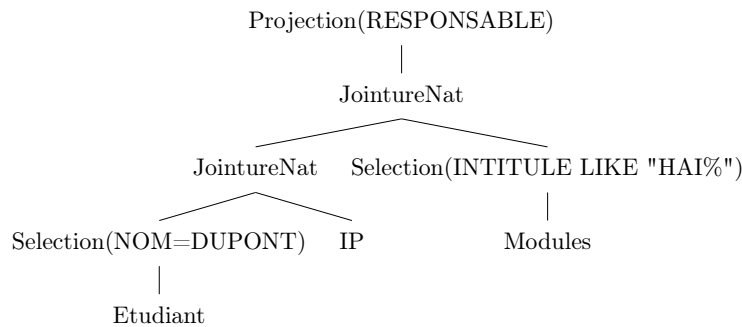 Projection(RESPONSABLE)
JointureNat
JointureNat Selection(INTITULE LIKE "HAI%")
Selection(NOM=DUPONT) IP Modules
Etudiant